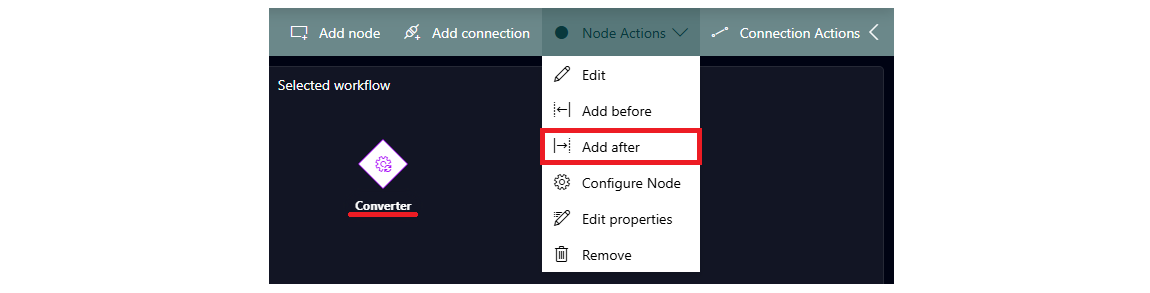 Add node Add connection Node Actions Connection Actions
Selected workflow
Edit
Add before
Add after
Configure Node
Edit properties
Remove
Converter